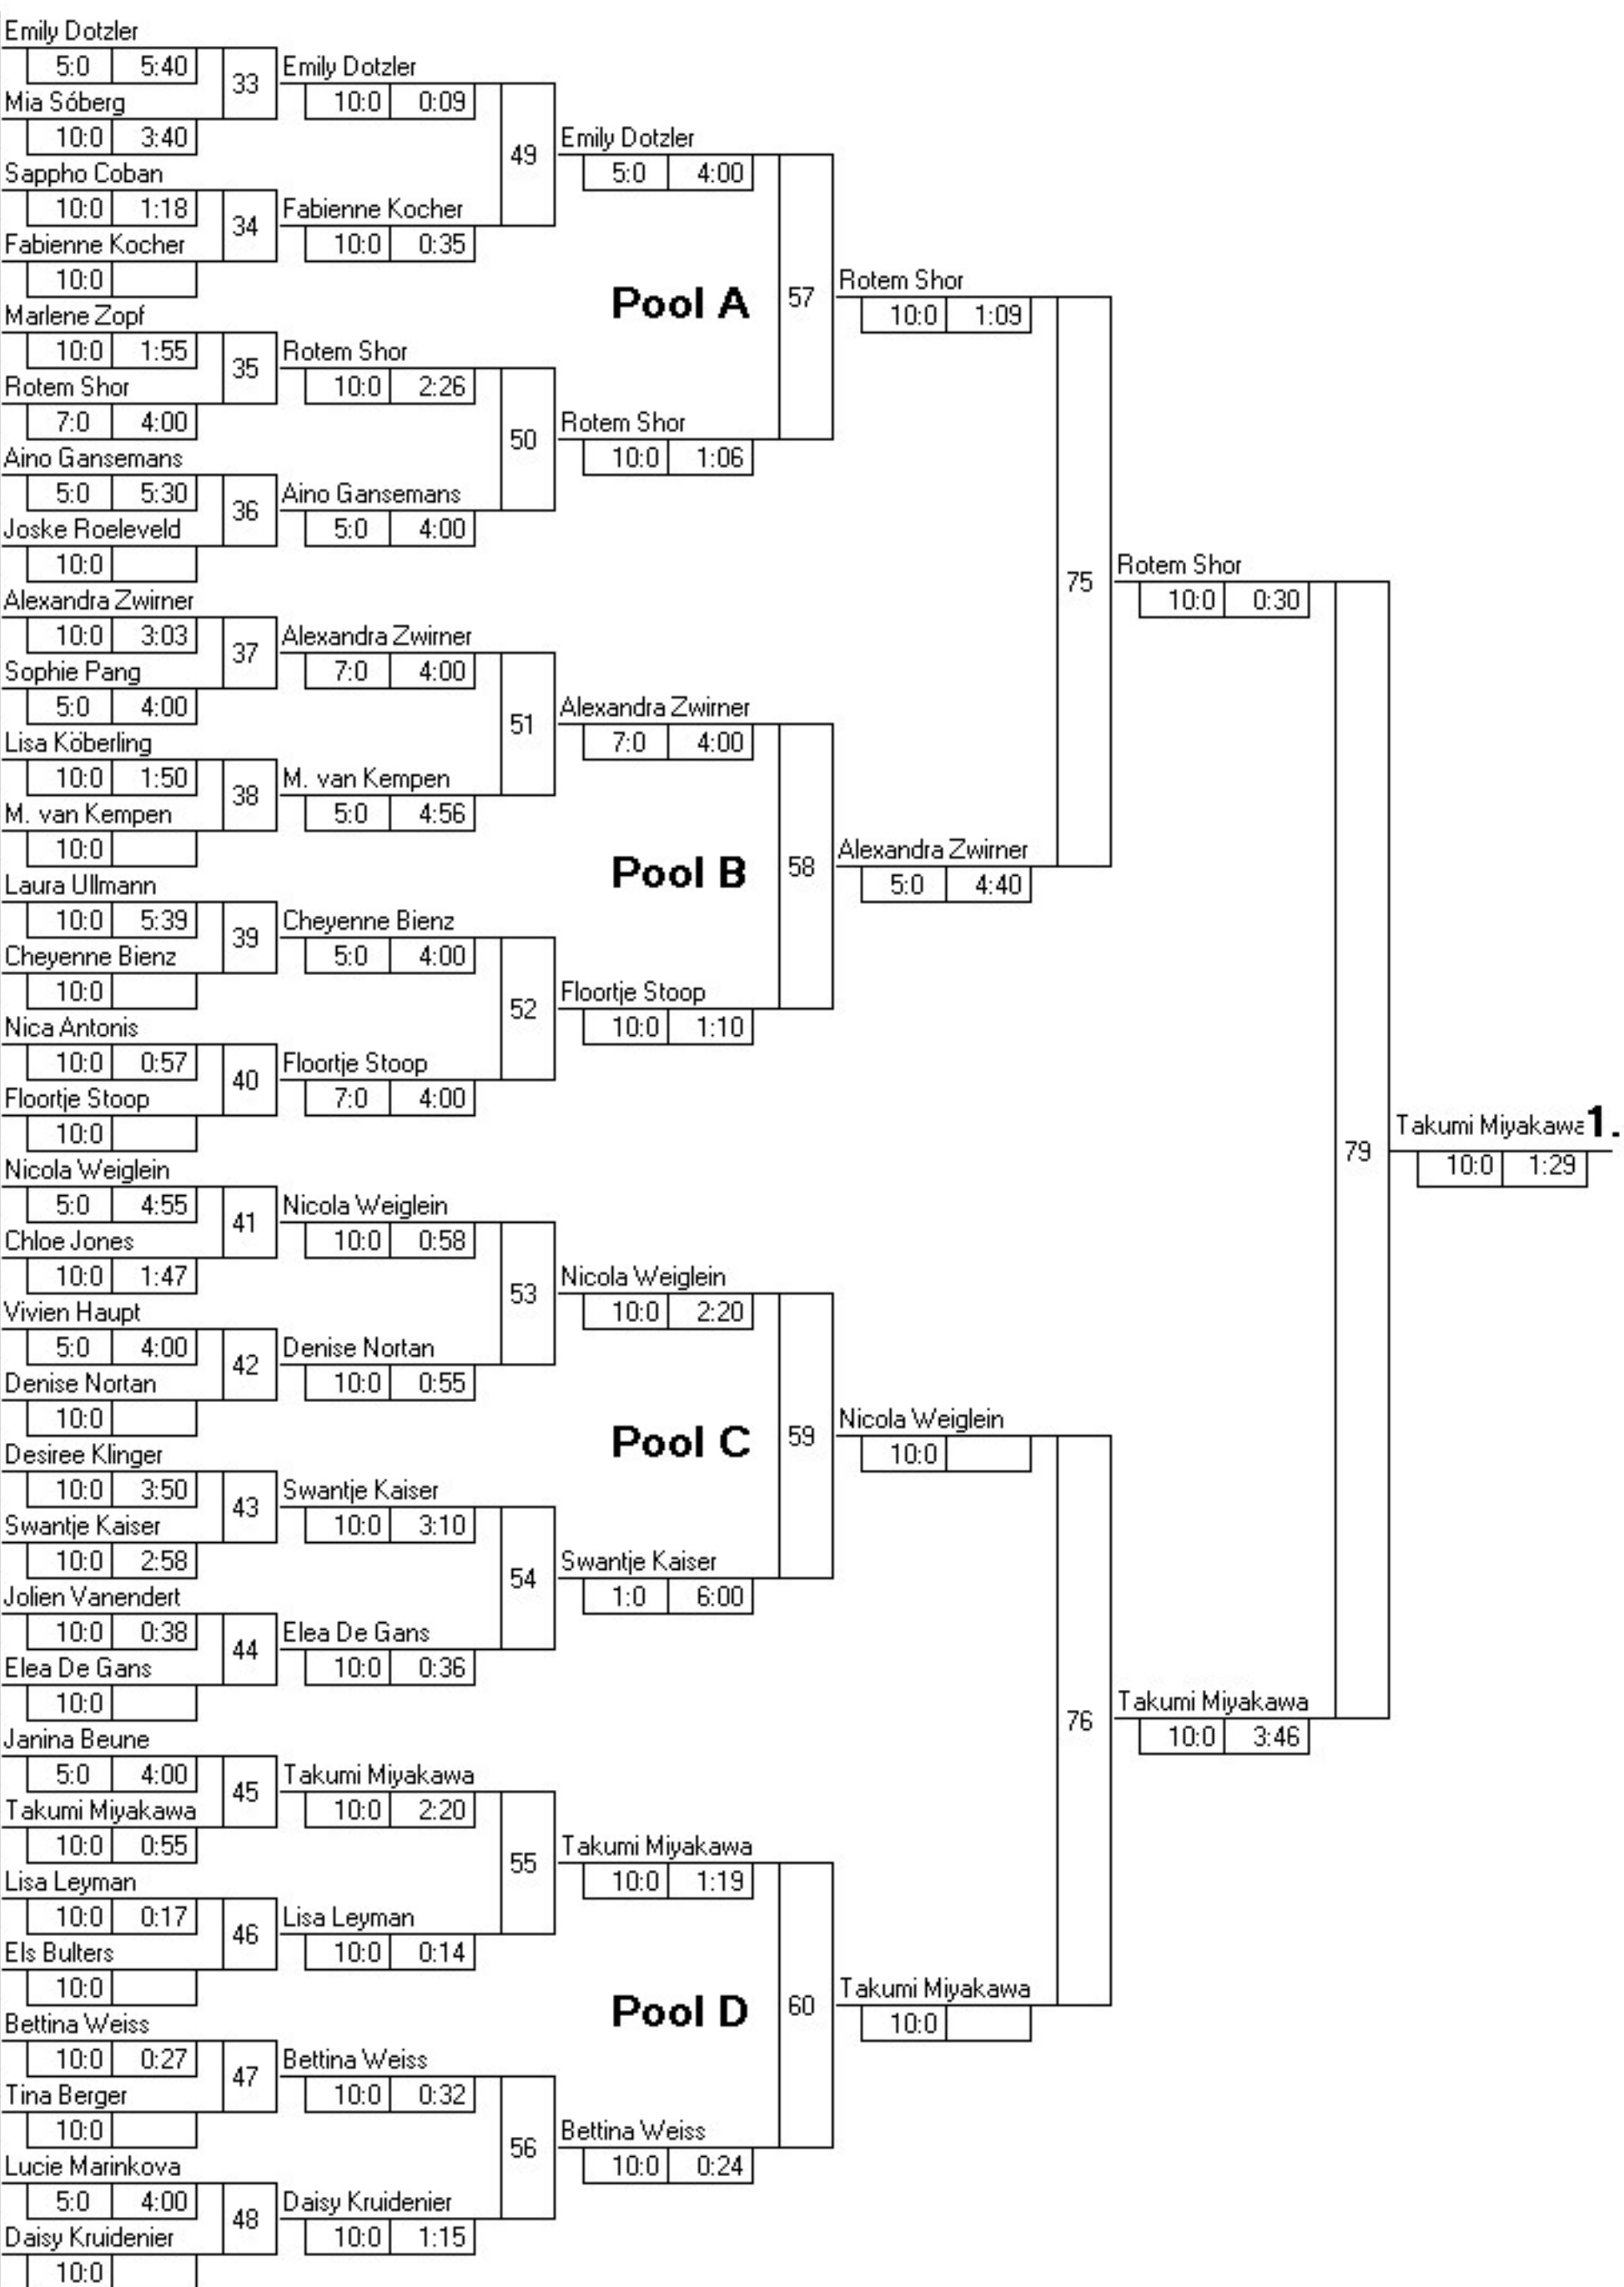 Emily Dotzler
5:0 5:40
33
Mia Sóberg
10:0 3:40
Sappho Coban
10:0 1:18
34
Fabienne Kocher
10:0
Marlene Zopf
10:0 1:55
35
Rotem Shor
7:0 4:00
Aino Gansemans
5:0 5:30
36
Joske Roeleveld
10:0
Alexandra Zwirner
10:0 3:03
37
Sophie Pang
5:0 4:00
Lisa Köberling
10:0 1:50
38
M. van Kempen
10:0
Laura Ullmann
10:0 5:39
39
Cheyenne Bienz
10:0
Nica Antonis
10:0 0:57
40
Floortje Stoop
10:0
Nicola Weiglein
5:0 4:55
41
Chloe Jones
10:0 1:47
Vivien Haupt
5:0 4:00
42
Denise Nortan
10:0
Desiree Klinger
10:0 3:50
43
Swantje Kaiser
10:0 2:58
Jolien Vanendert
10:0 0:38
44
Elea De Gans
10:0
Janina Beune
5:0 4:00
45
Takumi Miyakawa
10:0 0:55
Lisa Leyman
10:0 0:17
46
Els Bulters
10:0
Bettina Weiss
10:0 0:27
47
Tina Berger
10:0
Lucie Marinkova
5:0 4:00
48
Daisy Kruidenier
10:0
Emily Dotzler
10:0 0:09
49
Fabienne Kocher
10:0 0:35
Rotem Shor
10:0 2:26
50
Aino Gansemans
5:0 4:00
Alexandra Zwirner
7:0 4:00
51
M. van Kempen
5:0 4:56
Cheyenne Bienz
5:0 4:00
52
Floortje Stoop
7:0 4:00
Nicola Weiglein
10:0 0:58
53
Denise Nortan
10:0 0:55
Swantje Kaiser
10:0 3:10
54
Elea De Gans
10:0 0:36
Takumi Miyakawa
10:0 2:20
55
Lisa Leyman
10:0 0:14
Bettina Weiss
10:0 0:32
56
Daisy Kruidenier
10:0 1:15
Emily Dotzler
5:0 4:00
Pool A
57
Rotem Shor
10:0 1:06
Alexandra Zwirner
7:0 4:00
Pool B
58
Floortje Stoop
10:0 1:10
Nicola Weiglein
10:0 2:20
Pool C
59
Swantje Kaiser
1:0 6:00
Takumi Miyakawa
10:0 1:19
Pool D
60
Bettina Weiss
10:0 0:24
Rotem Shor
10:0 1:09
75
Alexandra Zwirner
5:0 4:40
Nicola Weiglein
10:0
76
Takumi Miyakawa
10:0
Rotem Shor
10:0 0:30
79
Takumi Miyakawa
10:0 3:46
Takumi Miyakawa 1.
10:0 1:29